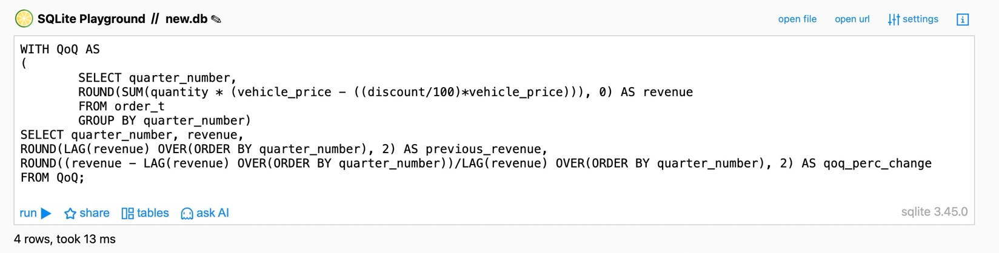 SQLite Playground // new.db ✎
open file open url settings
WITH QoQ AS
(
SELECT quarter_number,
ROUND(SUM(quantity * (vehicle_price - ((discount/100)*vehicle_price))), 0) AS revenue
FROM order_t
GROUP BY quarter_number)
SELECT quarter_number, revenue,
ROUND(LAG(revenue) OVER(ORDER BY quarter_number), 2) AS previous_revenue,
ROUND((revenue - LAG(revenue) OVER(ORDER BY quarter_number))/LAG(revenue) OVER(ORDER BY quarter_number), 2) AS qoq_perc_change
FROM QoQ;
run share tables ask AI
sqlite 3.45.0
4 rows, took 13 ms